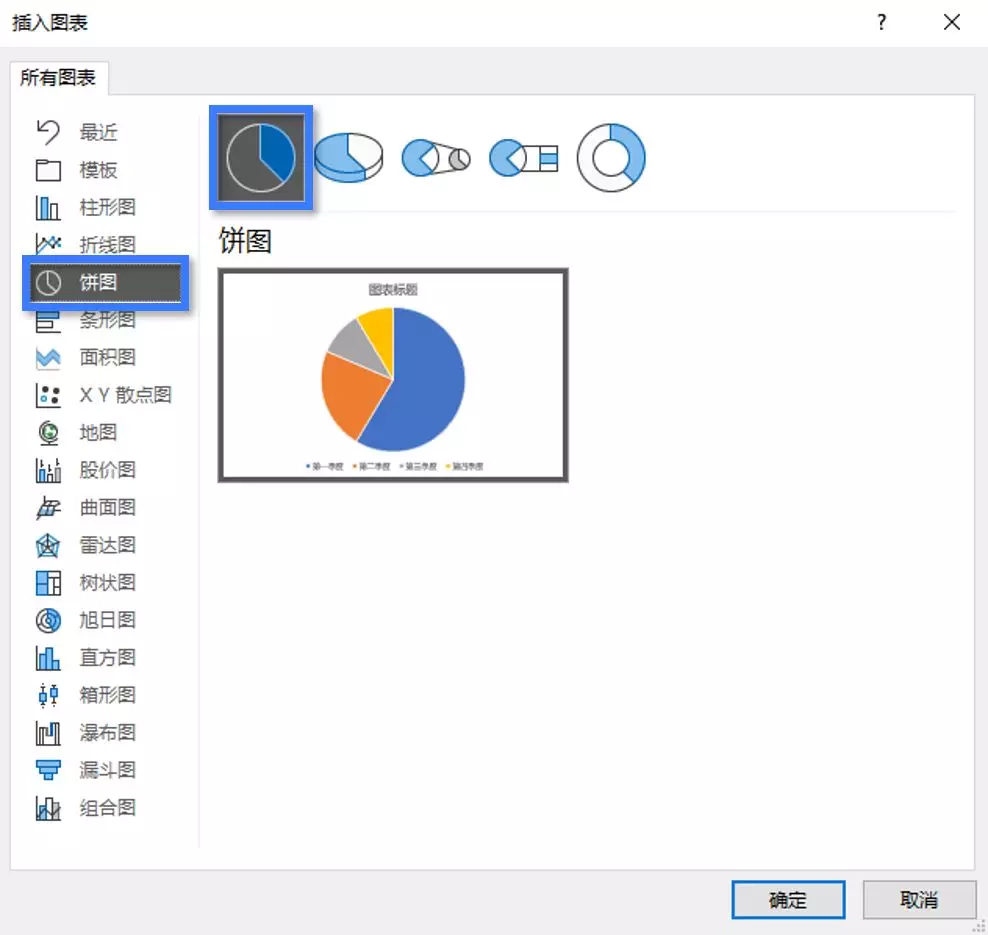 插入图表
?
所有图表
最近
模板
柱形图
折线图
饼图
条形图
面积图
X Y 散点图
地图
股价图
曲面图
雷达图
树状图
旭日图
直方图
箱形图
瀑布图
漏斗图
组合图
饼图
图表标题
第一季度 第二季度 第三季度 第四季度
确定 取消